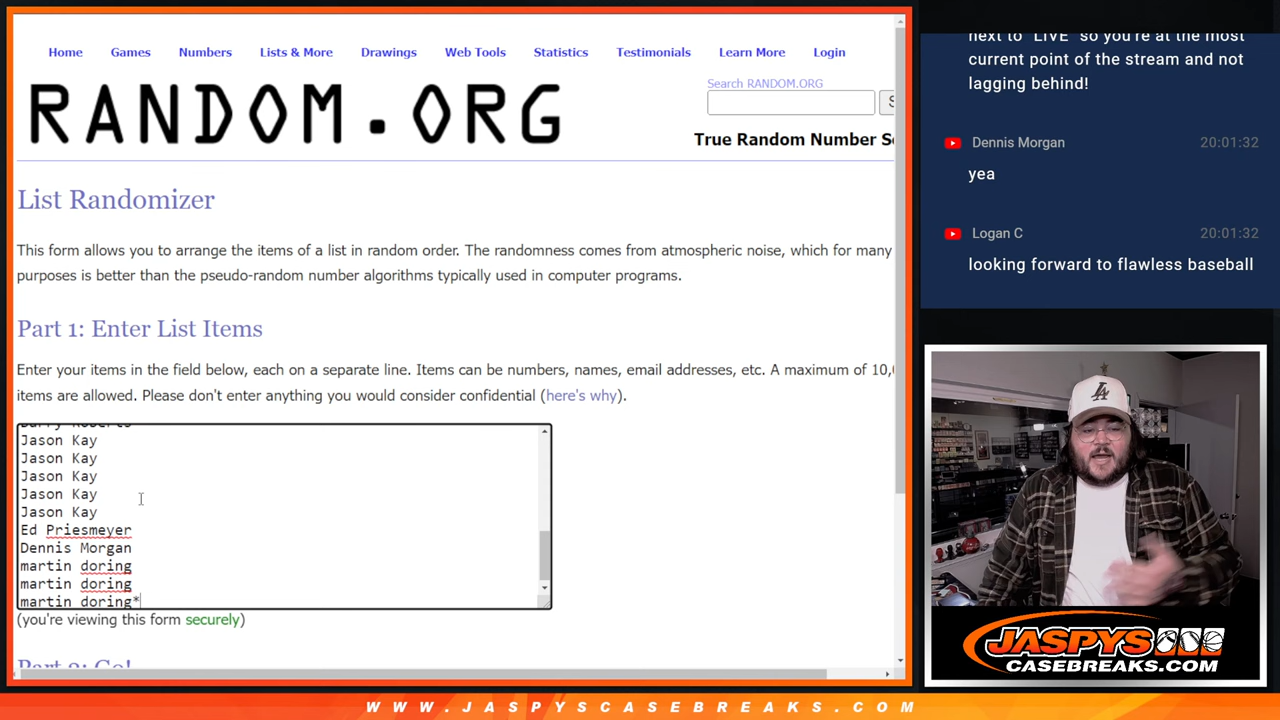 Home Games Numbers Lists & More Drawings Web Tools Statistics Testimonials Learn More Login
RANDOM.ORG
Search RANDOM.ORG
True Random Number
List Randomizer
This form allows you to arrange the items of a list in random order. The randomness comes from atmospheric noise, which for many
purposes is better than the pseudo-random number algorithms typically used in computer programs.
Part 1: Enter List Items
Enter your items in the field below, each on a separate line. Items can be numbers, names, email addresses, etc. A maximum of 10,
items are allowed. Please don't enter anything you would consider confidential (here's why).
Barry Roberts
Jason Kay
Jason Kay
Jason Kay
Jason Kay
Jason Kay
Ed Priesmeyer
Dennis Morgan
martin doring
martin doring
martin doring*
(you're viewing this form securely)
Part 2: Go!
next to "LIVE" so you're at the most
current point of the stream and not
lagging behind!
Dennis Morgan 20:01:32
yea
Logan C 20:01:32
looking forward to flawless baseball
JASPYS
CASEBREAKS.COM
WWW.JASPYSCASEBREAKS.COM